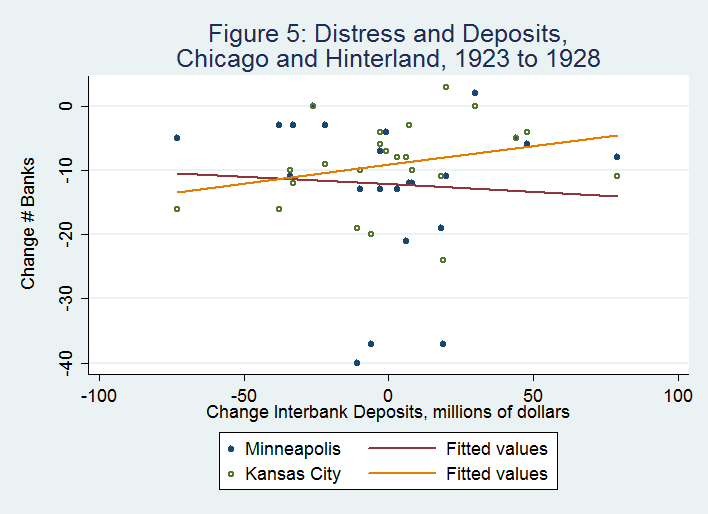 Figure 5: Distress and Deposits,
Chicago and Hinterland, 1923 to 1928
Change # Banks
0
-10
-20
-30
-40
-100
-50
0
50
100
Change Interbank Deposits, millions of dollars
Minneapolis Fitted values
Kansas City Fitted values